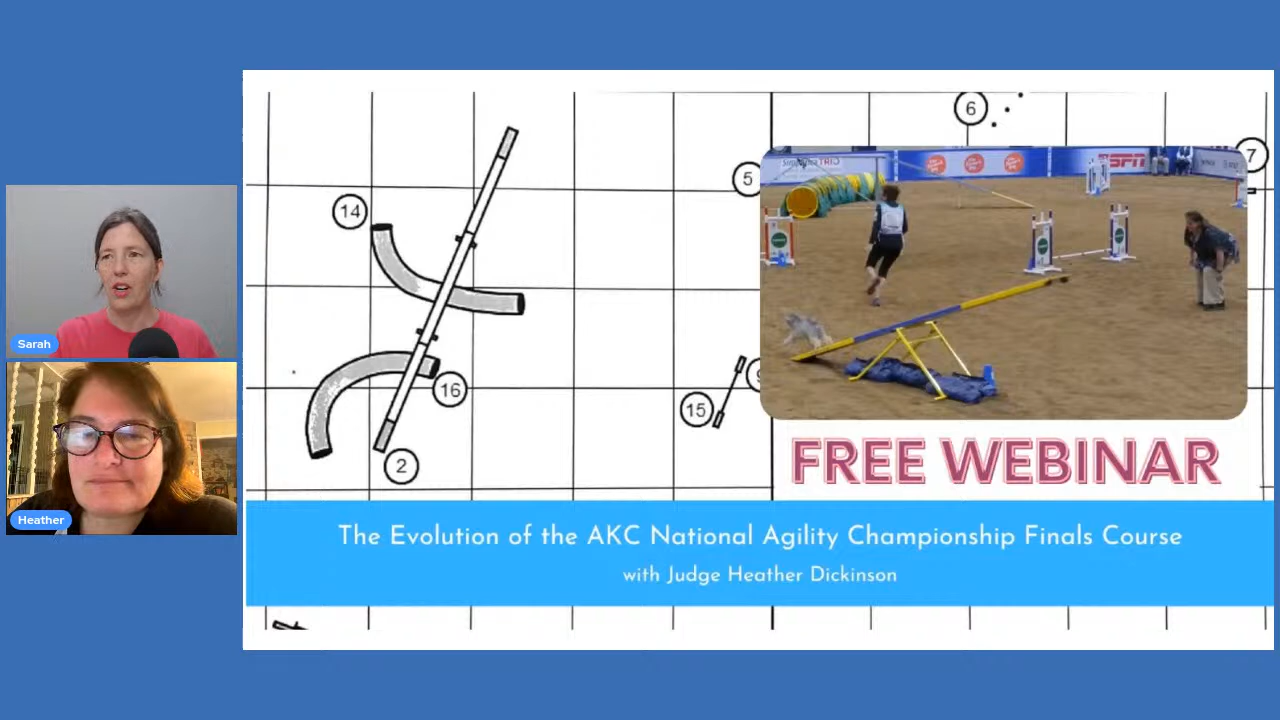 Sarah
Heather
14
16
2
5
15
6
7
ESPN
FREE WEBINAR
The Evolution of the AKC National Agility Championship Finals Course
with Judge Heather Dickinson